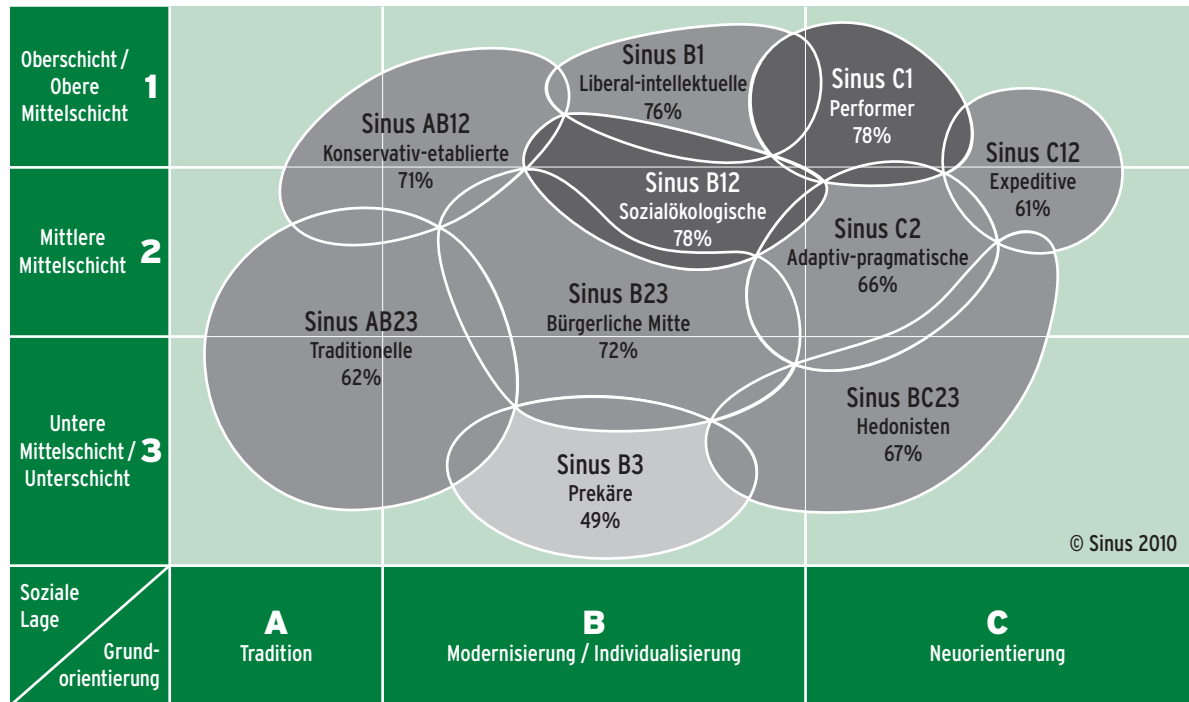 Oberschicht /
Obere
Mittelschicht
1
Mittlere
Mittelschicht
2
Untere
Mittelschicht /
Unterschicht
3
Sinus AB12
Konservativ-etablierte
71%
Sinus B1
Liberal-intellektuelle
76%
Sinus C1
Performer
78%
Sinus C12
Expeditive
61%
Sinus B12
Sozialökologische
78%
Sinus C2
Adaptiv-pragmatische
66%
Sinus AB23
Traditionelle
62%
Sinus B23
Bürgerliche Mitte
72%
Sinus BC23
Hedonisten
67%
Sinus B3
Prekäre
49%
© Sinus 2010
Soziale
Lage
Grund-
orientierung
A
Tradition
B
Modernisierung / Individualisierung
C
Neuorientierung